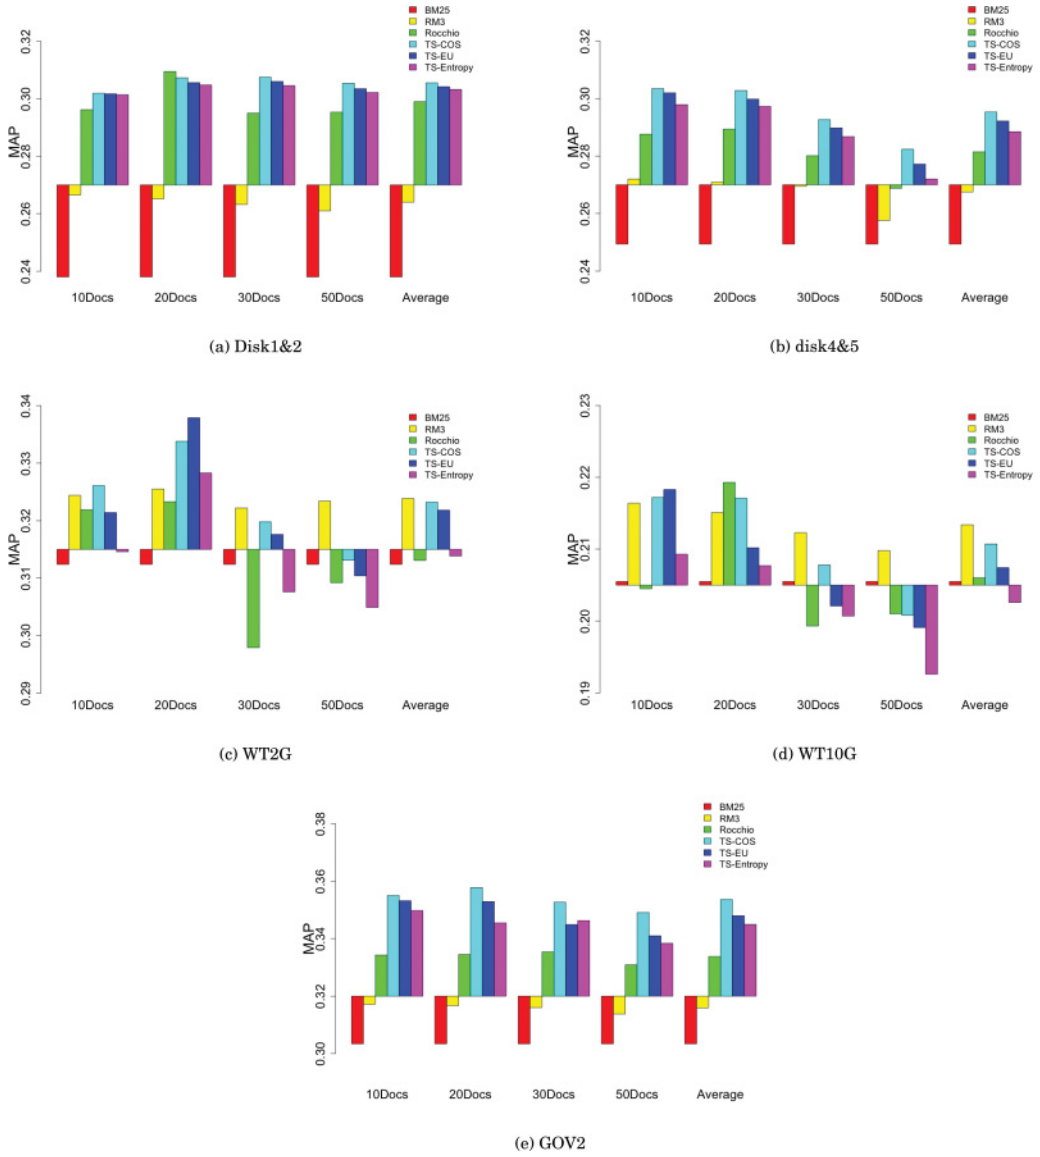 BM25
RM3
Rocchio
TS-COS
TS-EU
TS-Entropy
MAP
0.32
0.30
0.28
0.26
0.24
10Docs 20Docs 30Docs 50Docs Average
(a) Disk1&2
BM25
RM3
Rocchio
TS-COS
TS-EU
TS-Entropy
MAP
0.32
0.30
0.28
0.26
0.24
10Docs 20Docs 30Docs 50Docs Average
(b) disk4&5
BM25
RM3
Rocchio
TS-COS
TS-EU
TS-Entropy
MAP
0.34
0.33
0.32
0.31
0.30
0.29
10Docs 20Docs 30Docs 50Docs Average
(c) WT2G
BM25
RM3
Rocchio
TS-COS
TS-EU
TS-Entropy
MAP
0.23
0.22
0.21
0.20
0.19
10Docs 20Docs 30Docs 50Docs Average
(d) WT10G
BM25
RM3
Rocchio
TS-COS
TS-EU
TS-Entropy
MAP
0.38
0.36
0.34
0.32
0.30
10Docs 20Docs 30Docs 50Docs Average
(e) GOV2